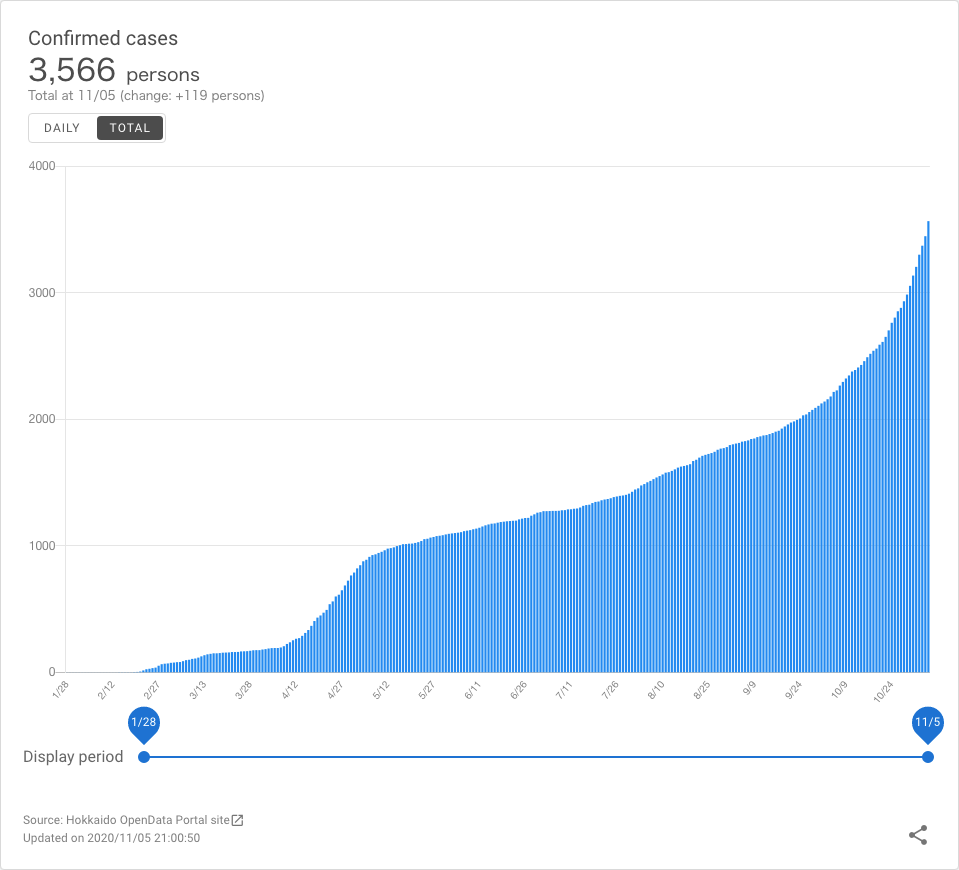 Confirmed cases
3,566 persons
Total at 11/05 (change: +119 persons)
DAILY TOTAL
4000
3000
2000
1000
0
1/28 2/12 2/27 3/13 3/28 4/12 4/27 5/12 5/27 6/11 6/26 7/11 7/26 8/10 8/25 9/9 9/24 10/9 10/24
1/28 11/5
Display period
Source: Hokkaido OpenData Portal site
Updated on 2020/11/05 21:00:50